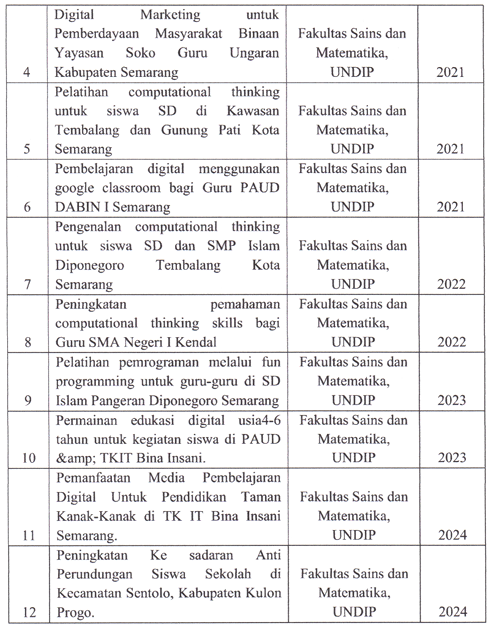 Digital Marketing untuk
Pemberdayaan Masyarakat Binaan
Yayasan Soko Guru Ungaran
Kabupaten Semarang
Fakultas Sains dan
Matematika,
UNDIP
4
2021
Pelatihan computational thinking
untuk siswa SD di Kawasan
Tembalang dan Gunung Pati Kota
Semarang
Fakultas Sains dan
Matematika,
UNDIP
5
2021
Pembelajaran digital menggunakan
google classroom bagi Guru PAUD
DABIN I Semarang
Fakultas Sains dan
Matematika,
UNDIP
6
2021
Pengenalan computational thinking
untuk siswa SD dan SMP Islam
Diponegoro Tembalang Kota
Semarang
Fakultas Sains dan
Matematika,
UNDIP
7
2022
Peningkatan pemahaman
computational thinking skills bagi
Guru SMA Negeri I Kendal
Fakultas Sains dan
Matematika,
UNDIP
8
2022
Pelatihan pemrograman melalui fun
programming untuk guru-guru di SD
Islam Pangeran Diponegoro Semarang
Fakultas Sains dan
Matematika,
UNDIP
9
2023
Permainan edukasi digital usia4-6
tahun untuk kegiatan siswa di PAUD
&amp; TKIT Bina Insani.
Fakultas Sains dan
Matematika,
UNDIP
10
2023
Pemanfaatan Media Pembelajaran
Digital Untuk Pendidikan Taman
Kanak-Kanak di TK IT Bina Insani
Semarang.
Fakultas Sains dan
Matematika,
UNDIP
11
2024
Peningkatan Ke sadaran Anti
Perundungan Siswa Sekolah di
Kecamatan Sentolo, Kabupaten Kulon
Progo.
Fakultas Sains dan
Matematika,
UNDIP
12
2024